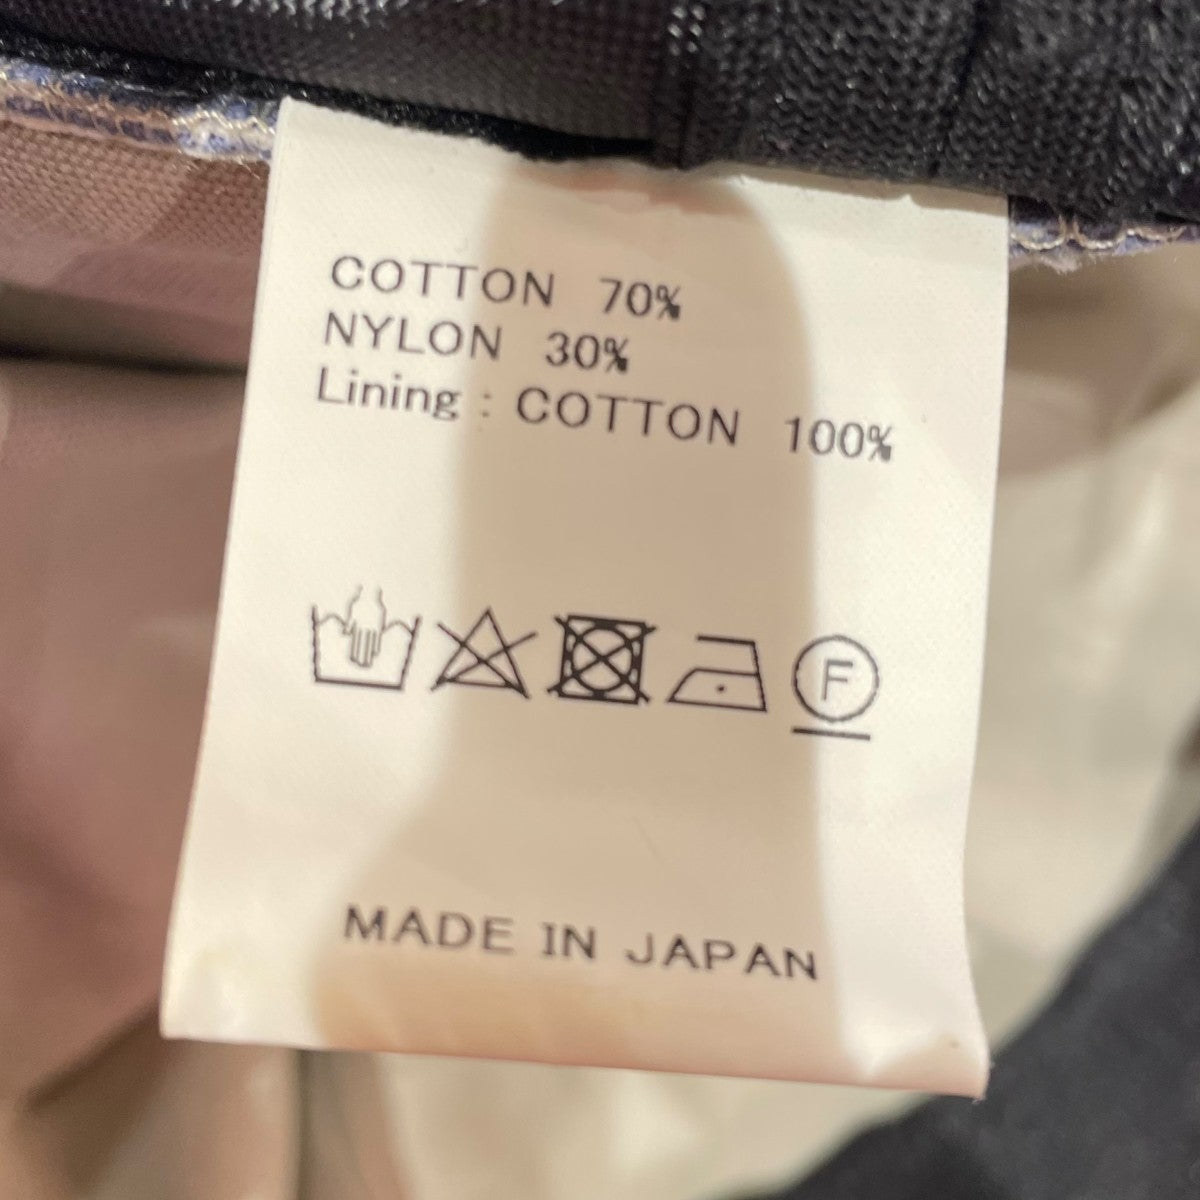 COTTON 70%
NYLON 30%
Lining : COTTON 100%
F
MADE IN JAPAN